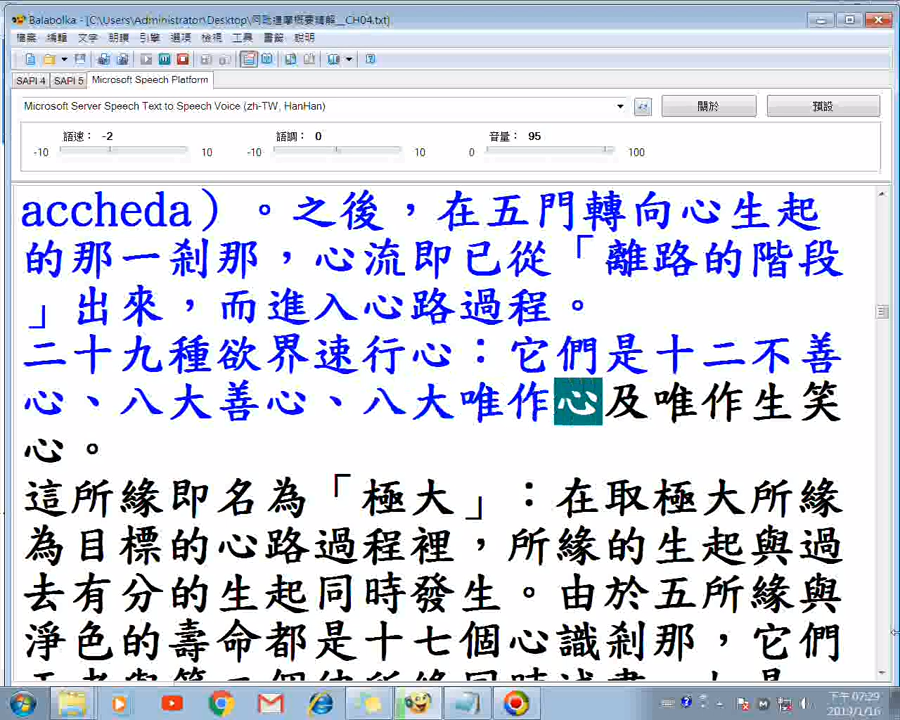 Balabolka - [C:\Users\Administrator\Desktop\阿毗達摩概要精解__CH04.txt]
檔案 編輯 文字 朗讀 引擎 選項 檢視 工具 書籤 說明
SAPI 4 SAPI 5 Microsoft Speech Platform
Microsoft Server Speech Text to Speech Voice (zh-TW, HanHan) 關於 預設
語速： -2 語調： 0 音量： 95
-10 10 -10 10 0 100
accheda）。之後，在五門轉向心生起
的那一剎那，心流即已從「離路的階段
」出來，而進入心路過程。
二十九種欲界速行心：它們是十二不善
心、八大善心、八大唯作心及唯作生笑
心。
這所緣即名為「極大」：在取極大所緣
為目標的心路過程裡，所緣的生起與過
去有分的生起同時發生。由於五所緣與
淨色的壽命都是十七個心識剎那，它們
下午 07:29
2019/1/16